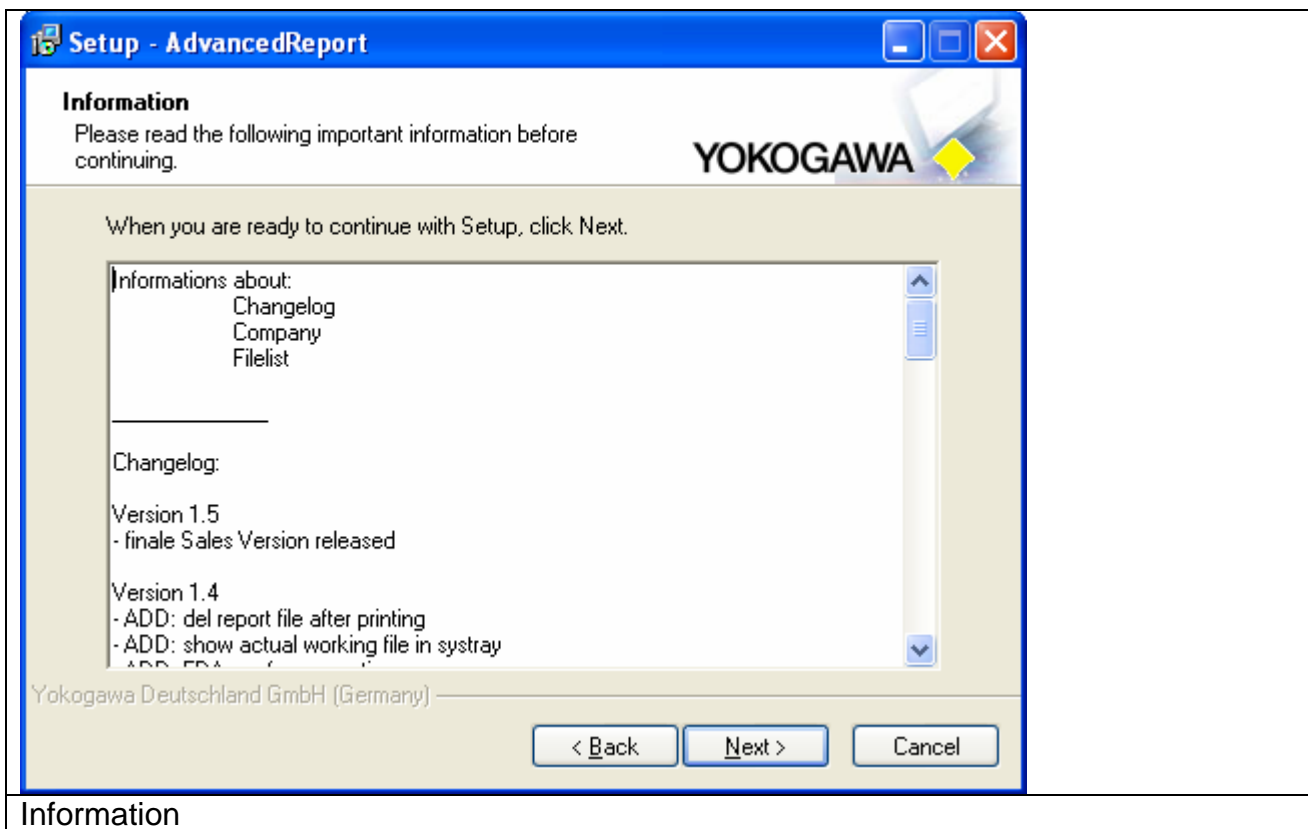 Setup - AdvancedReport
Information
Please read the following important information before
continuing.
YOKOGAWA
When you are ready to continue with Setup, click Next.
Informations about:
Changelog
Company
Filelist
Changelog:
Version 1.5
- finale Sales Version released
Version 1.4
- ADD: del report file after printing
- ADD: show actual working file in systray
Yokogawa Deutschland GmbH (Germany)
< Back
Next >
Cancel
Information